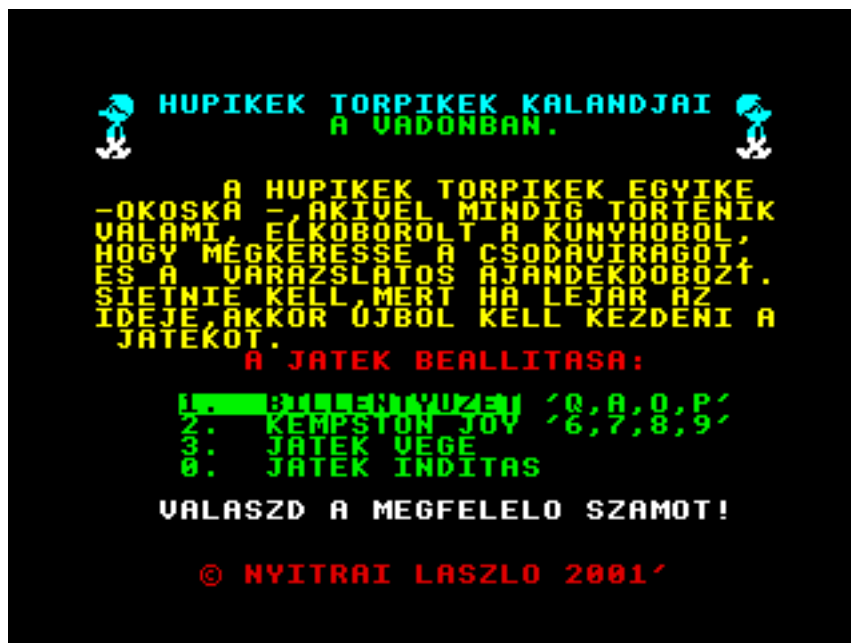 HUPIKEK TORPIKEK KALANDJAI
A VADONBAN.
A HUPIKEK TORPIKEK EGYIKE
-OKOSKA -,AKIVEL MINDIG TORTENIK
VALAMI, ELKOBOROLT A KUNYHOBOL,
HOGY MEGKERESSE A CSODAVIRAGOT,
ES A VARAZSLATOS AJANDEKDOBOZT.
SIETNIE KELL,MERT HA LEJAR AZ
IDEJE,AKKOR UJBOL KELL KEZDENI A
JATEKOT.
A JATEK BEALLITASA:
1. BILLENTYUZET 'Q,A,O,P'
2. KEMPSTON JOY '6,7,8,9'
3. JATEK VEGE
0. JATEK INDITAS
VALASZD A MEGFELELO SZAMOT!
© NYITRAI LASZLO 2001'